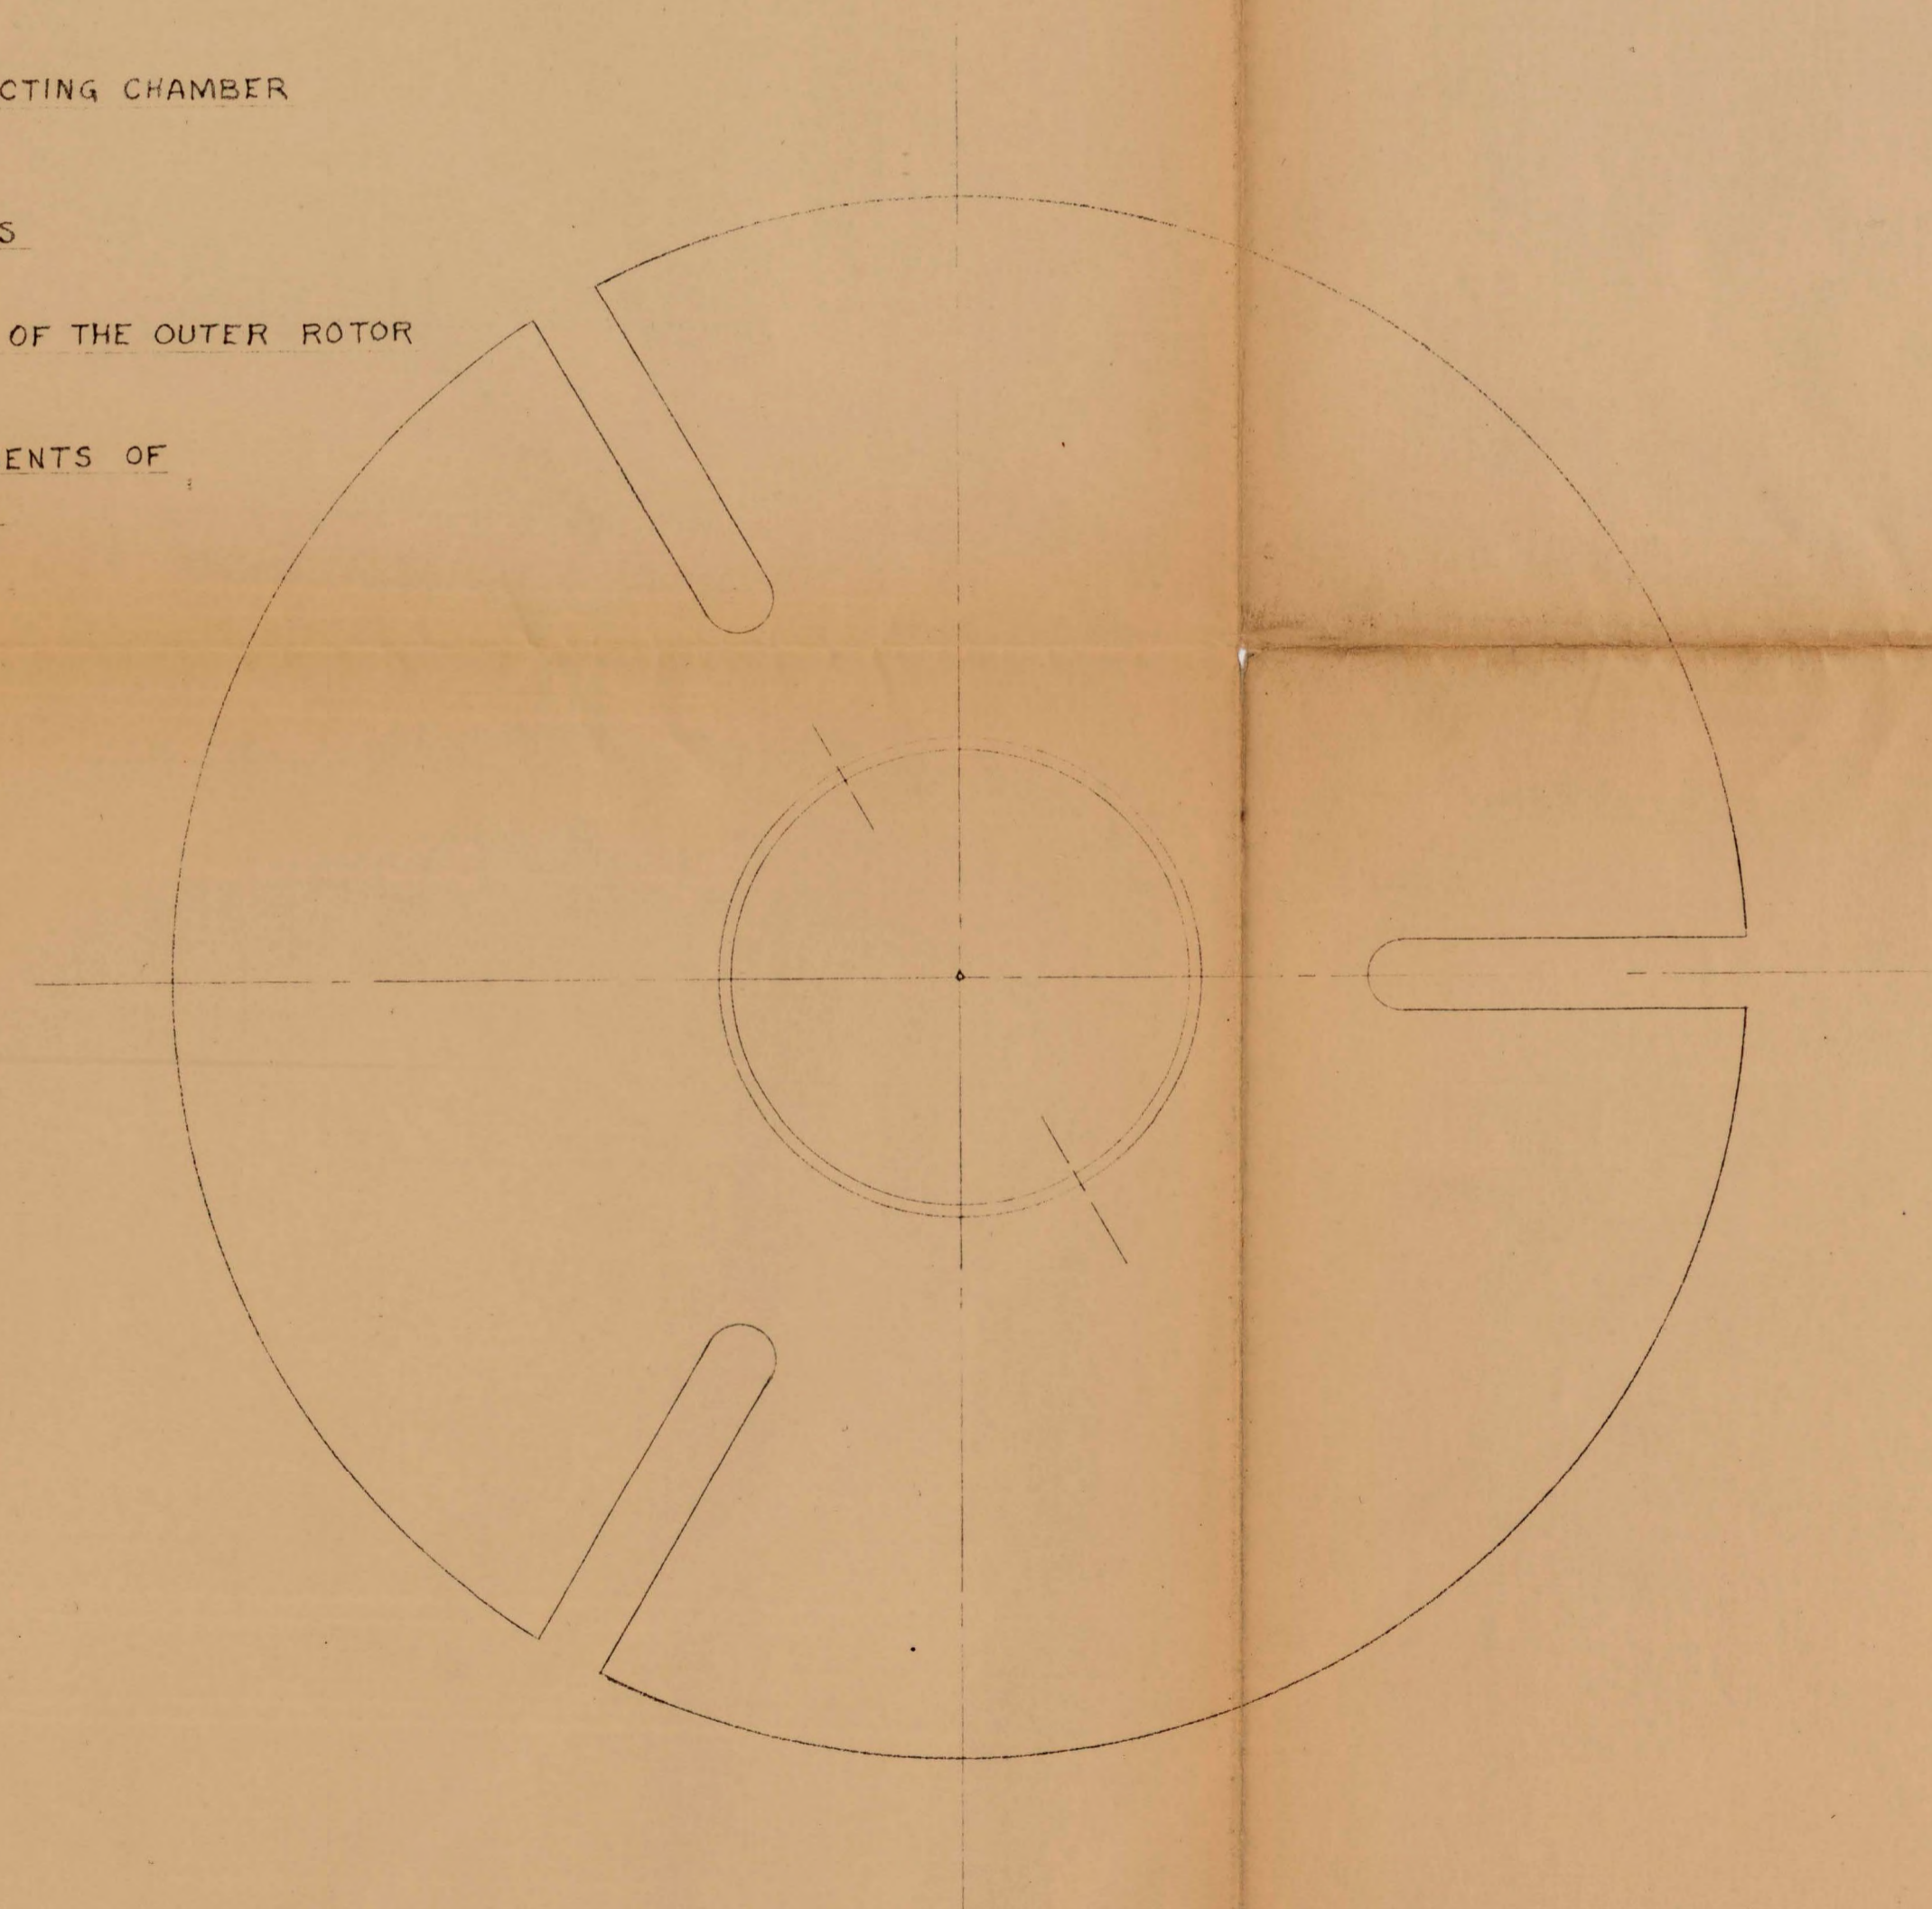 CTING CHAMBER
S
OF THE OUTER ROTOR
ENTS OF